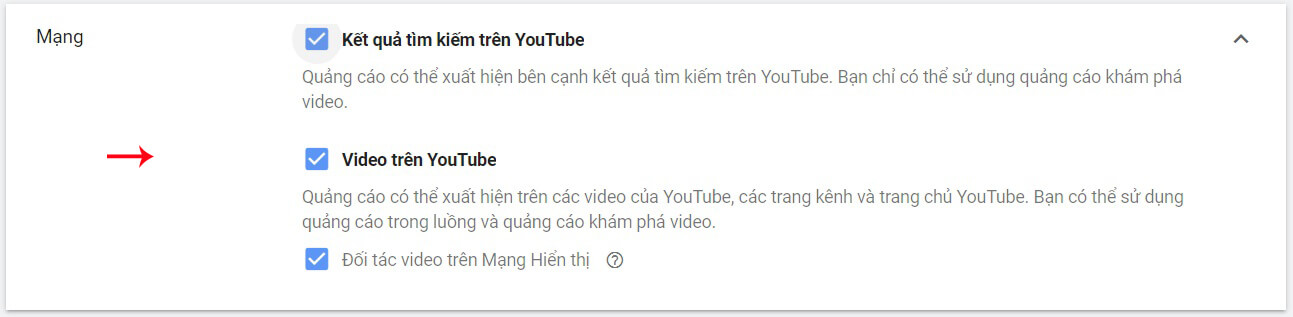 Mạng
Kết quả tìm kiếm trên YouTube
Quảng cáo có thể xuất hiện bên cạnh kết quả tìm kiếm trên YouTube. Bạn chỉ có thể sử dụng quảng cáo khám phá
video.
Video trên YouTube
Quảng cáo có thể xuất hiện trên các video của YouTube, các trang kênh và trang chủ YouTube. Bạn có thể sử dụng
quảng cáo trong luồng và quảng cáo khám phá video.
Đối tác video trên Mạng Hiển thị